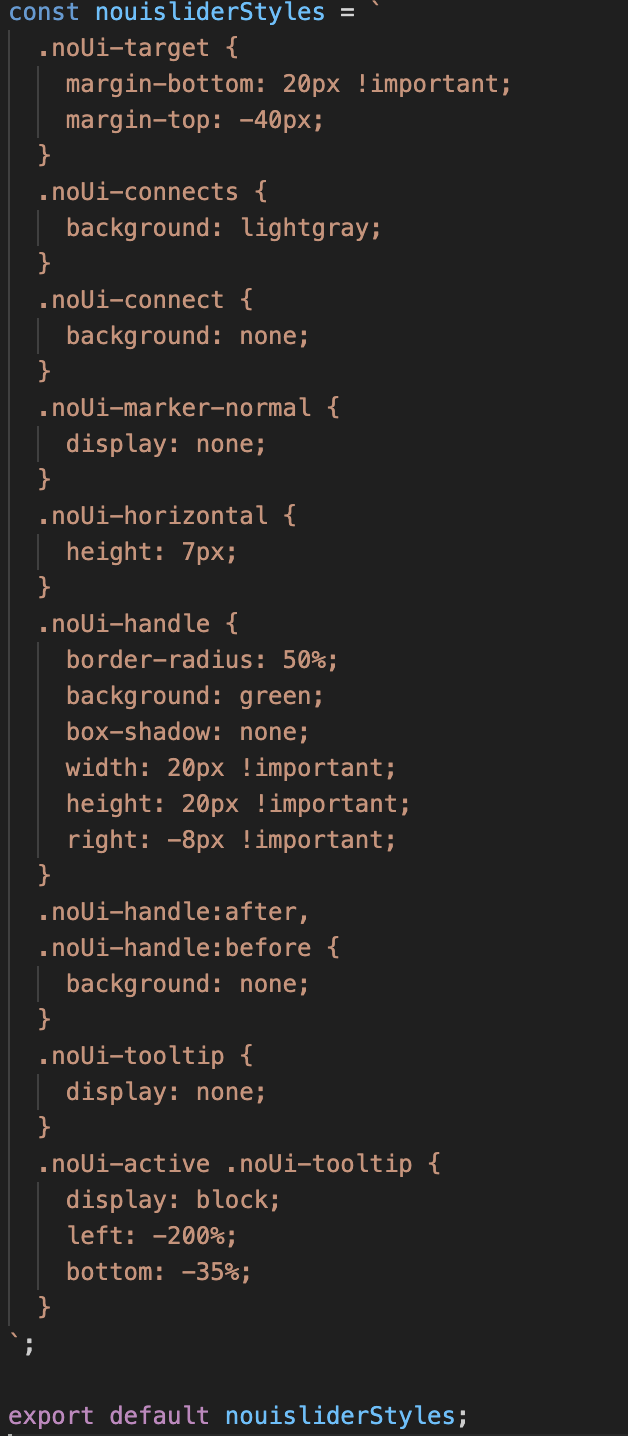 const nouisliderStyles = `
  .noUi-target {
    margin-bottom: 20px !important;
    margin-top: -40px;
  }
  .noUi-connects {
    background: lightgray;
  }
  .noUi-connect {
    background: none;
  }
  .noUi-marker-normal {
    display: none;
  }
  .noUi-horizontal {
    height: 7px;
  }
  .noUi-handle {
    border-radius: 50%;
    background: green;
    box-shadow: none;
    width: 20px !important;
    height: 20px !important;
    right: -8px !important;
  }
  .noUi-handle:after,
  .noUi-handle:before {
    background: none;
  }
  .noUi-tooltip {
    display: none;
  }
  .noUi-active .noUi-tooltip {
    display: block;
    left: -200%;
    bottom: -35%;
  }
`;

export default nouisliderStyles;